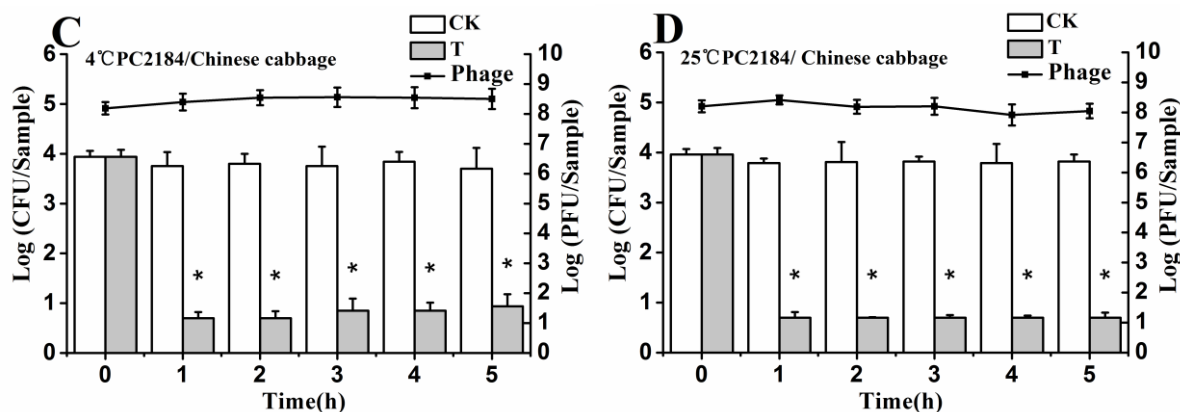 C
4℃PC2184/Chinese cabbage
CK
T
Phage
Log (CFU/Sample)
6
5
4
3
2
1
0
10
9
8
7
6
5
4
3
2
1
0
Log (PFU/Sample)
* * * * *
0 1 2 3 4 5
Time(h)
D
25℃PC2184/ Chinese cabbage
CK
T
Phage
Log (CFU/Sample)
6
5
4
3
2
1
0
10
9
8
7
6
5
4
3
2
1
0
Log (PFU/Sample)
* * * * *
0 1 2 3 4 5
Time(h)